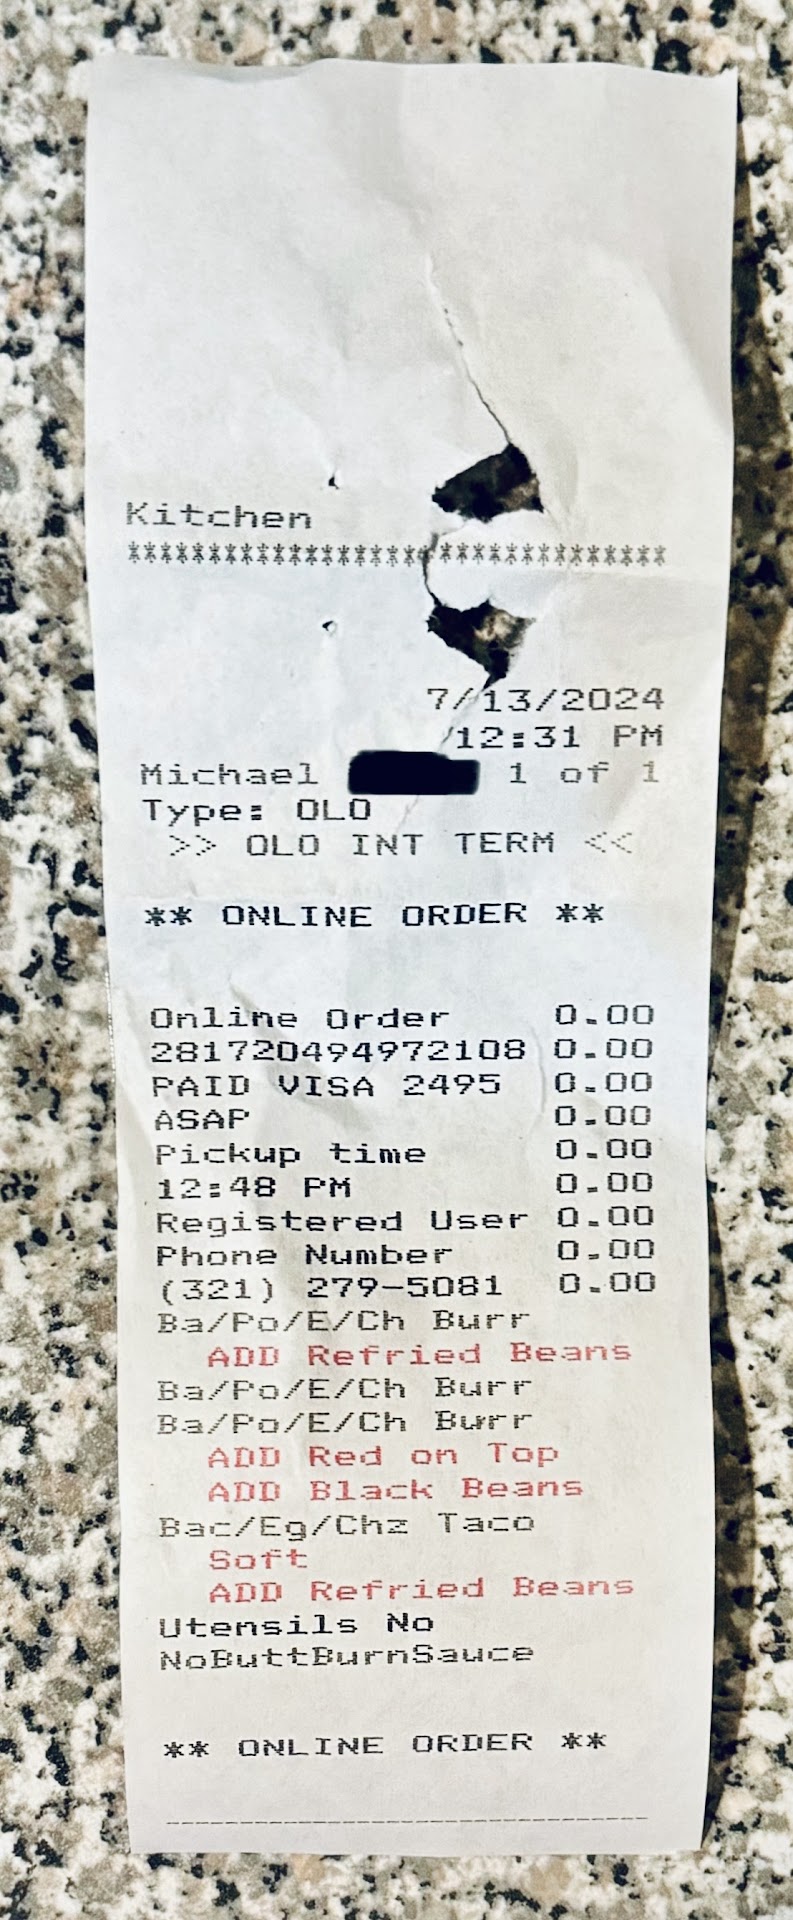 Kitchen
*********************************
7/13/2024
12:31 PM
Michael 1 of 1
Type: OLO
>> OLO INT TERM <<
** ONLINE ORDER **
Online Order 0.00
281720494972108 0.00
PAID VISA 2495 0.00
ASAP 0.00
Pickup time 0.00
12:48 PM 0.00
Registered User 0.00
Phone Number 0.00
(321) 279-5081 0.00
Ba/Po/E/Ch Burr
ADD Refried Beans
Ba/Po/E/Ch Burr
Ba/Po/E/Ch Burr
ADD Red on Top
ADD Black Beans
Bac/Eg/Chz Taco
Soft
ADD Refried Beans
Utensils No
NoButtBurnSauce
** ONLINE ORDER **